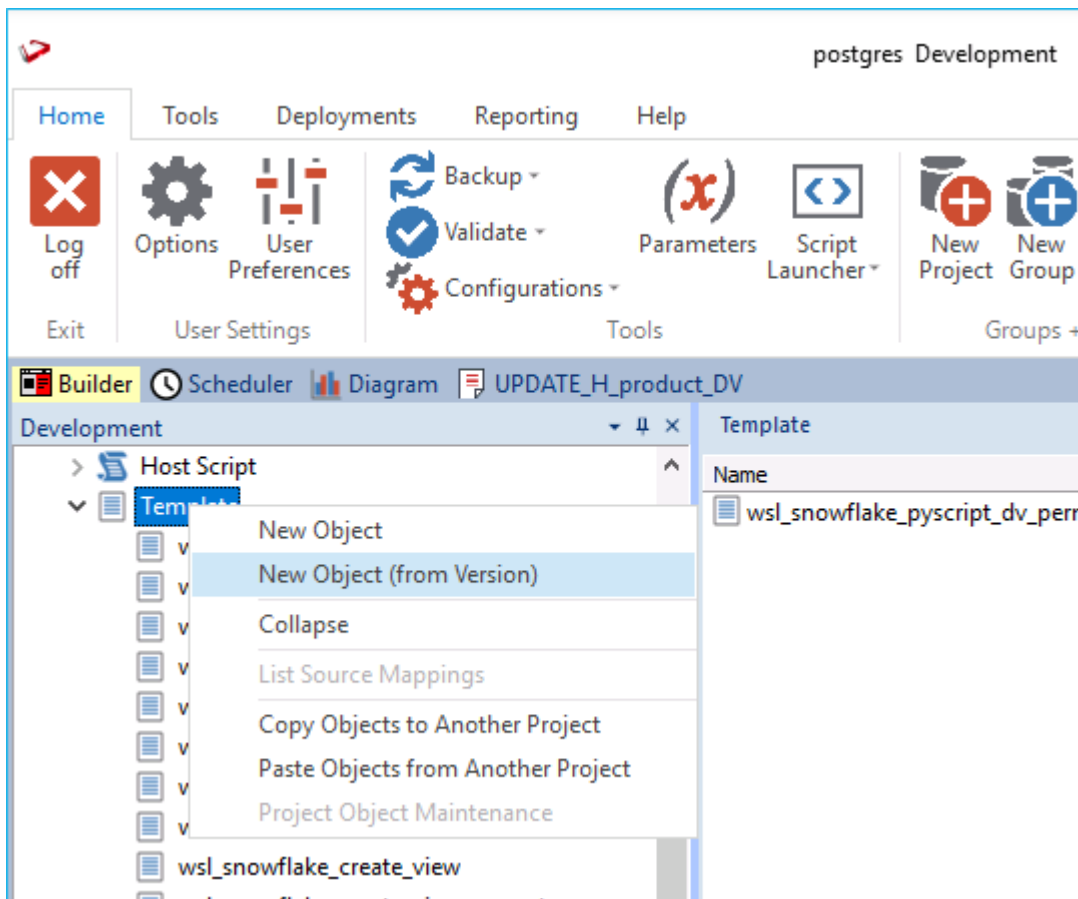 postgres Development
Home Tools Deployments Reporting Help
Backup
Validate
Configurations
Log off
Options
User Preferences
Parameters
Script Launcher
New Project
New Group
Exit
User Settings
Tools
Groups +
Builder Scheduler Diagram UPDATE_H_product_DV
Development
Template
Host Script
Name
Template
wsl_snowflake_pyscript_dv_perr
New Object
New Object (from Version)
Collapse
List Source Mappings
Copy Objects to Another Project
Paste Objects from Another Project
Project Object Maintenance
wsl_snowflake_create_view